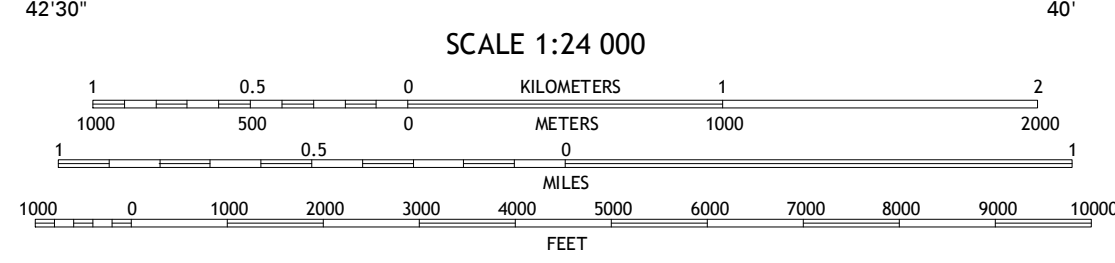 42'30" 40'
SCALE 1:24 000
1 0.5 0 KILOMETERS 1 2
1000 500 0 METERS 1000 2000
1 0.5 0 1
MILES
1000 0 1000 2000 3000 4000 5000 6000 7000 8000 9000 10000
FEET